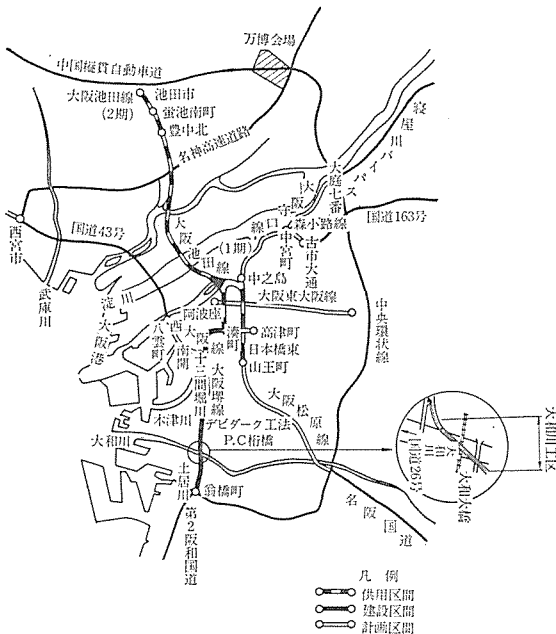 万博会場
中国縦貫自動車道
大阪池田線
(2期)
池田市
蛍池南町
豊中北
名神高速道路
寝屋川バイパス
大庭七番
国道163号
大阪守口線
森小路線
古市大通
中宮町
国道43号
西宮市
武庫川
大阪池田線
(1期)
中之島
大阪東大阪線
中央環状線
淀川
大阪港
阿波座
八雲町
西大阪線
南開
湊町
高津町
日本橋東
山王町
大阪堺線
十三間堀川
木津川
デビダーク工法
P.C桁橋
大阪松原線
大和川
土居川
翁橋町
第2阪和国道
名阪国道
大和川工区
国道26号
大和川
大和大橋
凡例
供用区間
建設区間
計画区間